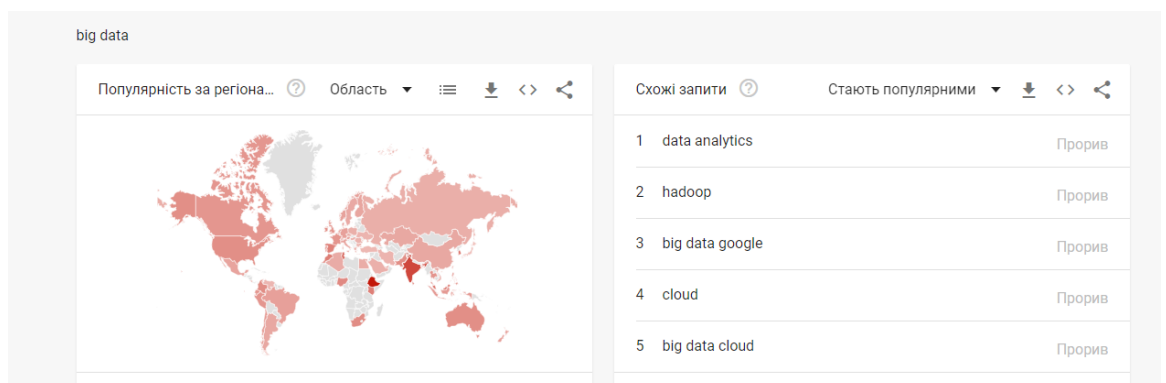 big data
Популярність за регіона... Область
Схожі запити Стають популярними
1 data analytics Прорив
2 hadoop Прорив
3 big data google Прорив
4 cloud Прорив
5 big data cloud Прорив